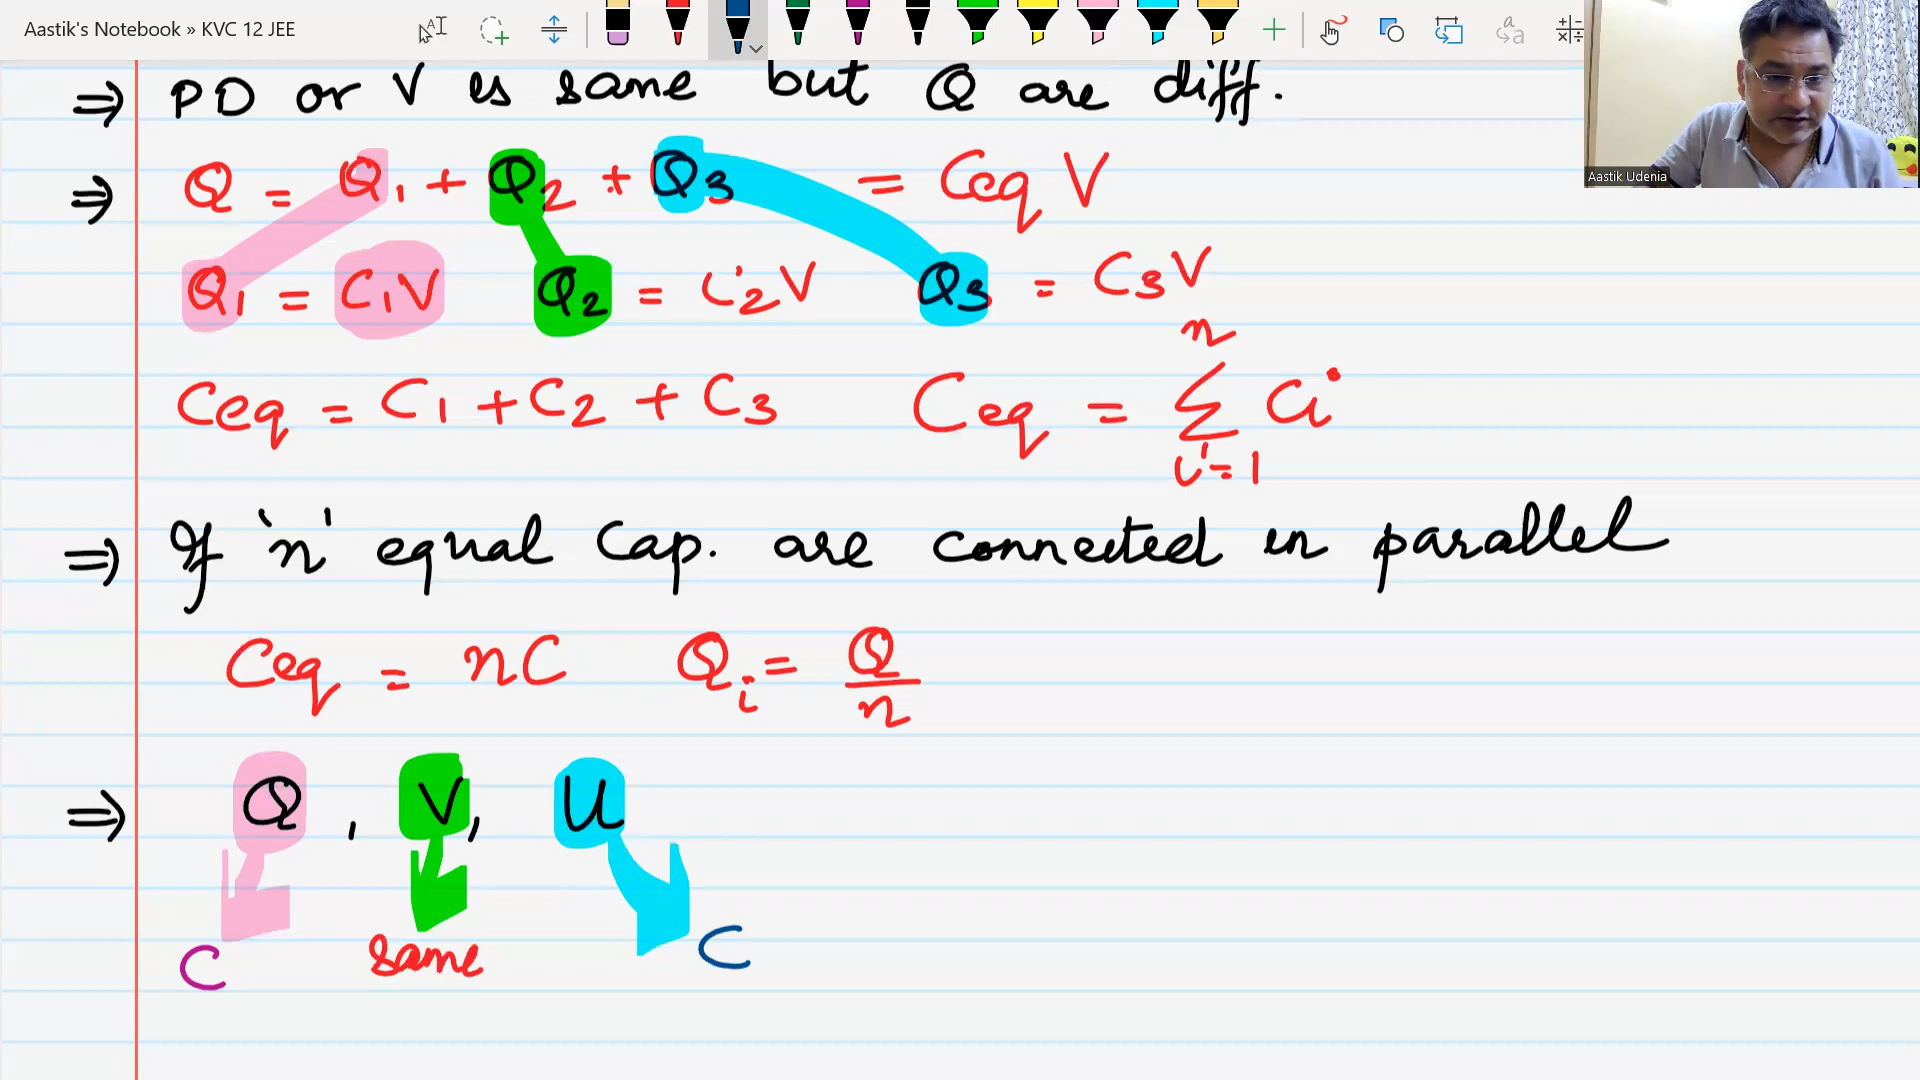 Aastik's Notebook » KVC 12 JEE
Aastik Udenia
⇒ PD or V is same but Q are diff.
⇒ Q = Q1 + Q2 + Q3 = Ceq V
Q1 = C1V Q2 = C2V Q3 = C3V
Ceq = C1 + C2 + C3 Ceq = n Σ i=1 Ci
⇒ If 'n' equal Cap. are connected in parallel
Ceq = nC Qi = Q/n
⇒ Q, V, U
C same C